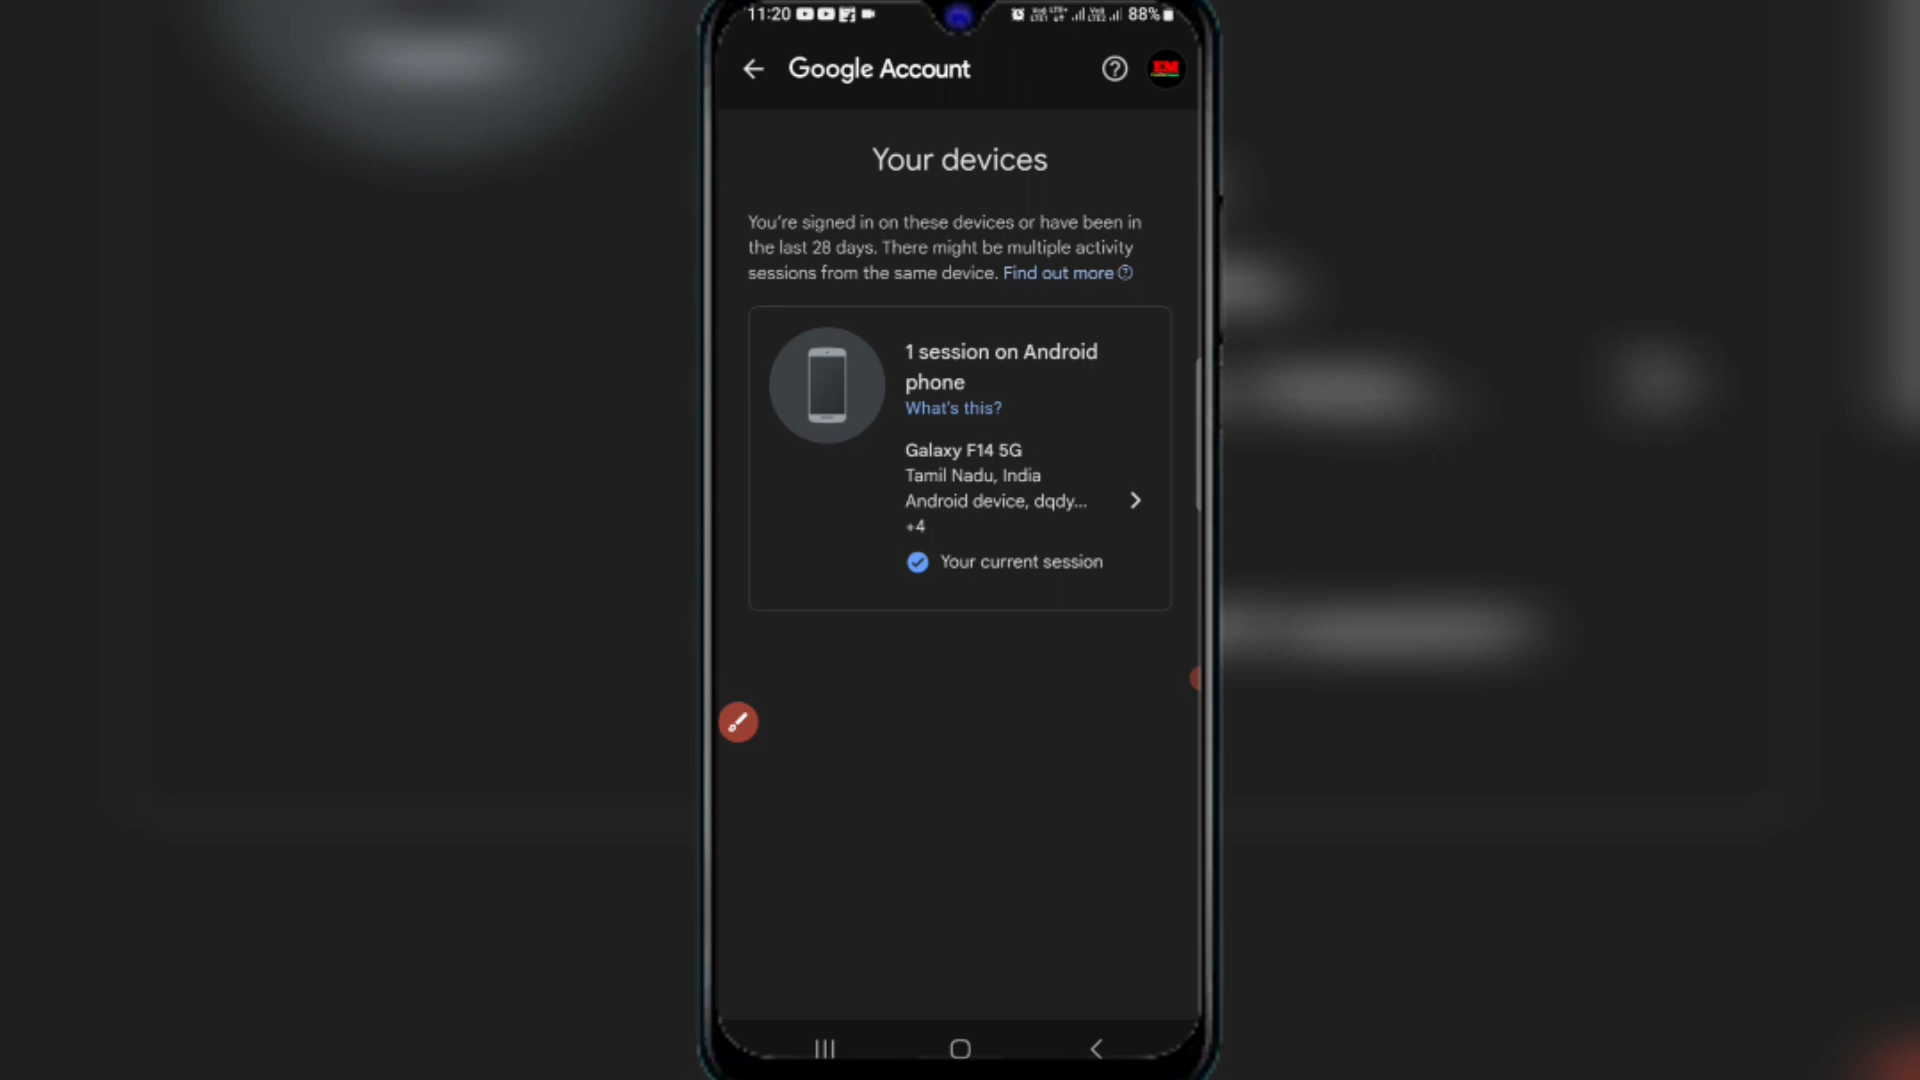 11:20
88%
Google Account
EM
Your devices
You're signed in on these devices or have been in
the last 28 days. There might be multiple activity
sessions from the same device. Find out more
1 session on Android
phone
What's this?
Galaxy F14 5G
Tamil Nadu, India
Android device, dqdy...
+4
Your current session